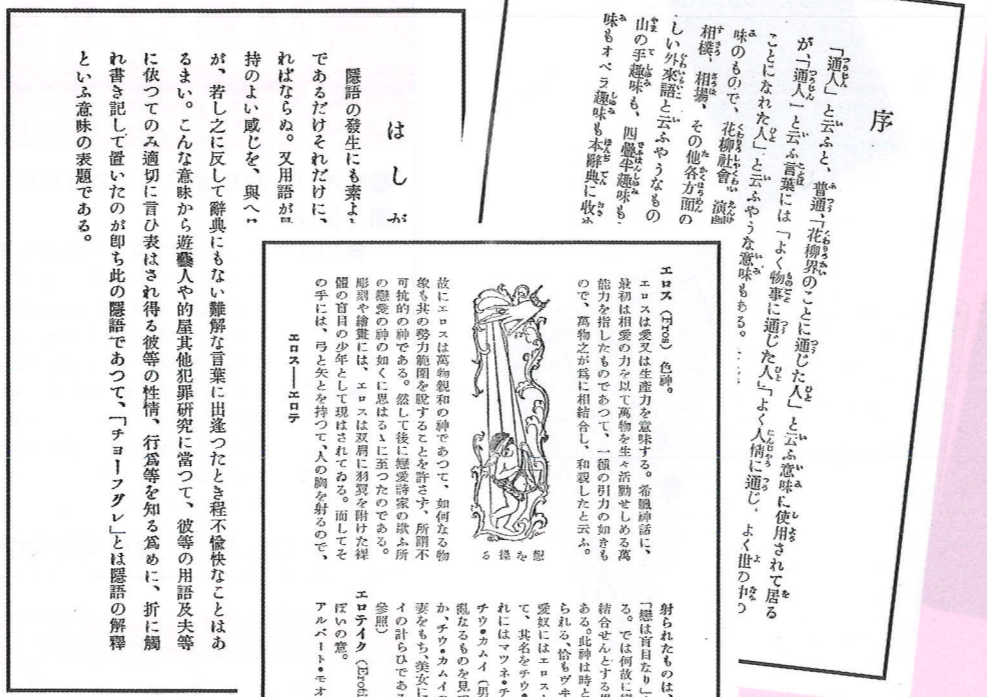 序
「通人」と云ふと、普通、「花柳界のことに通じた人」と云ふ意味に使用されて居る
が、「通人」と云ふ言葉には「よく物事に通じた人」「よく人情に通じ、よく世の中の
ことになれた人」と云ふやうな意味もある。
味のもので、花柳社會、演
相撲、相場、その他各方面の
しい外來語と云ふやうなもの
山の手趣味も、四疊半趣味も、
味もオペラ趣味も本辭典に收め
はしが
隱語の發生にも素よ
であるだけそれだけに、
ればならぬ。又用語が
持のよい感じを、與へ
が、若し之に反して辭典にもない難解な言葉に出逢つたとき程不愉快なことはあ
るまい。こんな意味から遊藝人や的屋其他犯罪研究に當つて、彼等の用語及夫等
に依つてのみ適切に言ひ表はされ得る彼等の性情、行爲等を知る爲めに、折に觸
れ書き記して置いたのが卽ち此の隱語であつて、「チョーフグレ」とは隱語の解釋
といふ意味の表題である。
エロス(Eros) 色神。
エロスは愛又は生產力を意味する。希臘神話に、
最初は相愛の力を以て萬物を生々活動せしめる萬
能力を指したものであつて、一種の引力の如きも
ので、萬物之が爲に相結合し、和親したと云ふ。
戀を操る
故にエロスは萬物親和の神であつて、如何なる物
象も其の勢力範圍を脫することを許さず、所謂不
可抗的の神である。然して後に戀愛詩家の歌ふ所
の戀愛の神の如くに思はるゝに至つたのである。
彫刻や繪畫には、エロスは双肩に羽翼を附けた裸
體の盲目の少年として現はされてゐる。而してそ
の手には、弓と矢とを持つて、人の胸を射るので、
射られたものは、
「戀は盲目なり」
る。では何故に
結合せんとする
ある。此神は時と
られる、恰もヴヰ
愛奴にはエロス
て、其名をチウ・
れにはマツネ・チ
チウ・カムイ(男
亂なるものを見
か、チウ・カムイ
妻をもち、美女に
イの計らひであ
參照)
エロテイク(Eroti
ぽいの意。
アルバート・モオ
エロス――エロテ